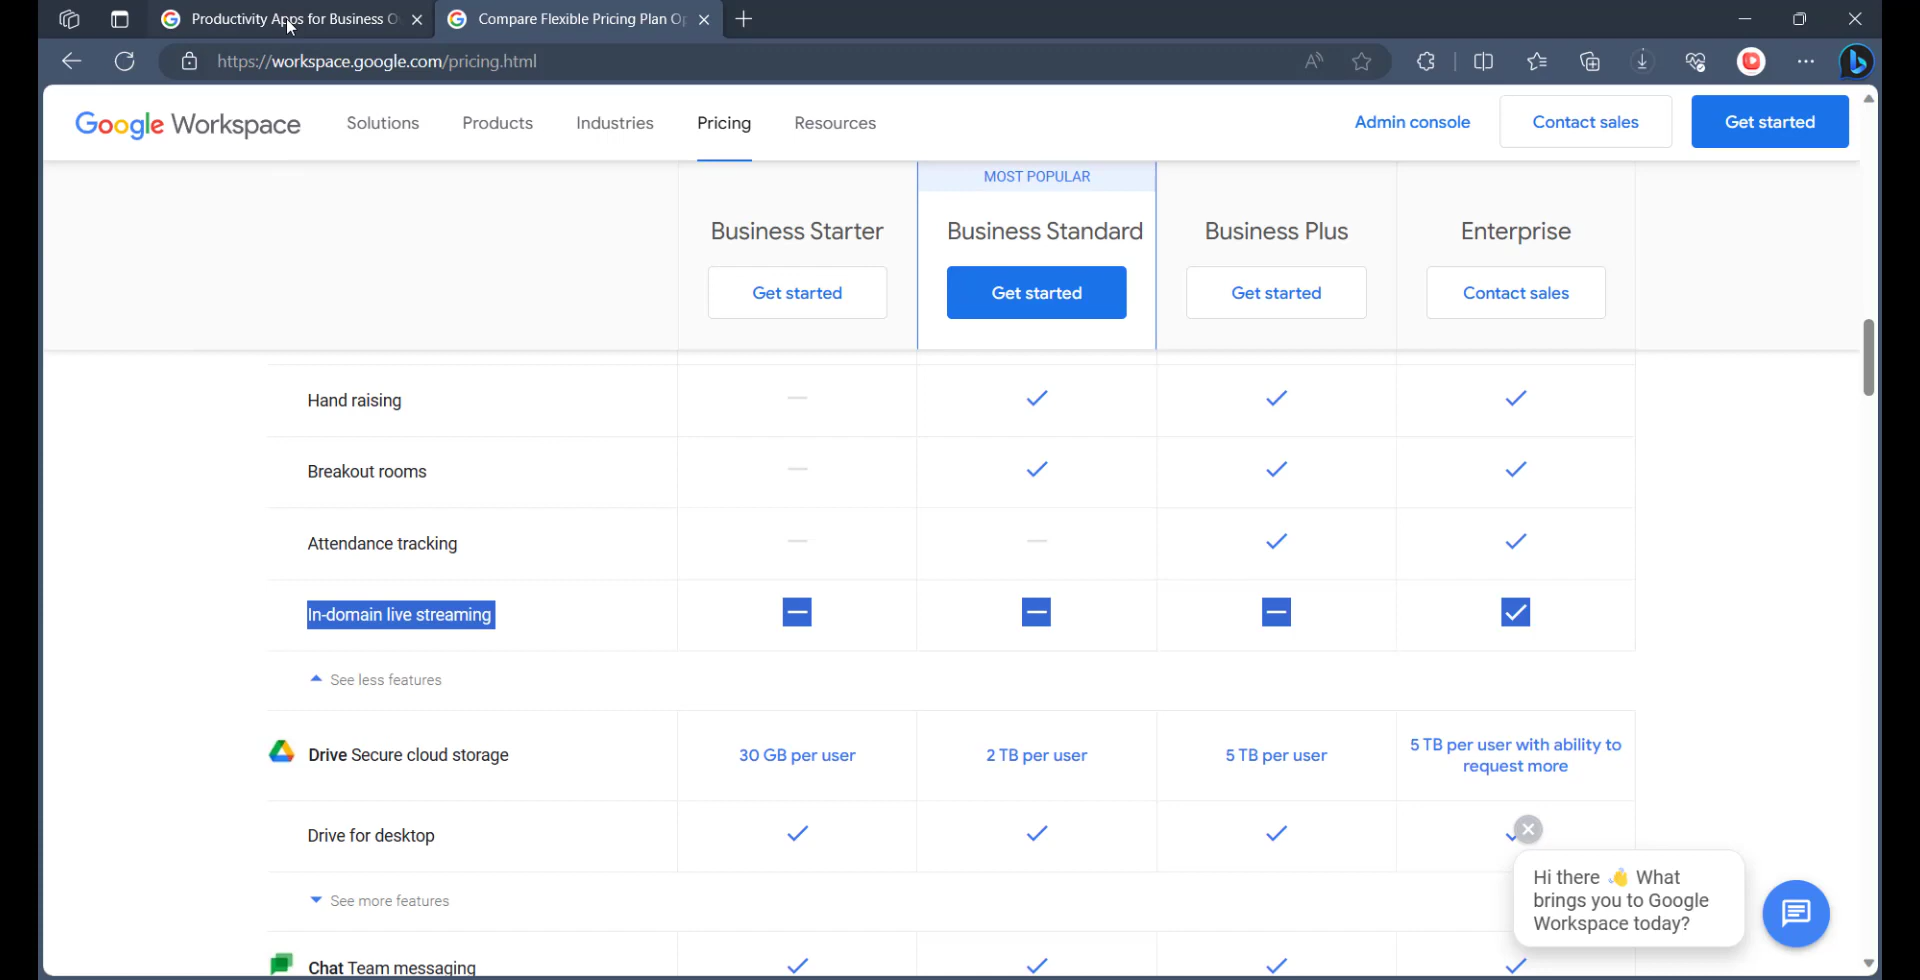 Productivity Apps for Business O
Compare Flexible Pricing Plan Op
https://workspace.google.com/pricing.html
Google Workspace
Solutions
Products
Industries
Pricing
Resources
Admin console
Contact sales
Get started
MOST POPULAR
Business Starter
Business Standard
Business Plus
Enterprise
Get started
Get started
Get started
Contact sales
Hand raising
Breakout rooms
Attendance tracking
In-domain live streaming
See less features
Drive Secure cloud storage
30 GB per user
2 TB per user
5 TB per user
5 TB per user with ability to
request more
Drive for desktop
See more features
Hi there 👋 What
brings you to Google
Workspace today?
Chat Team messaging